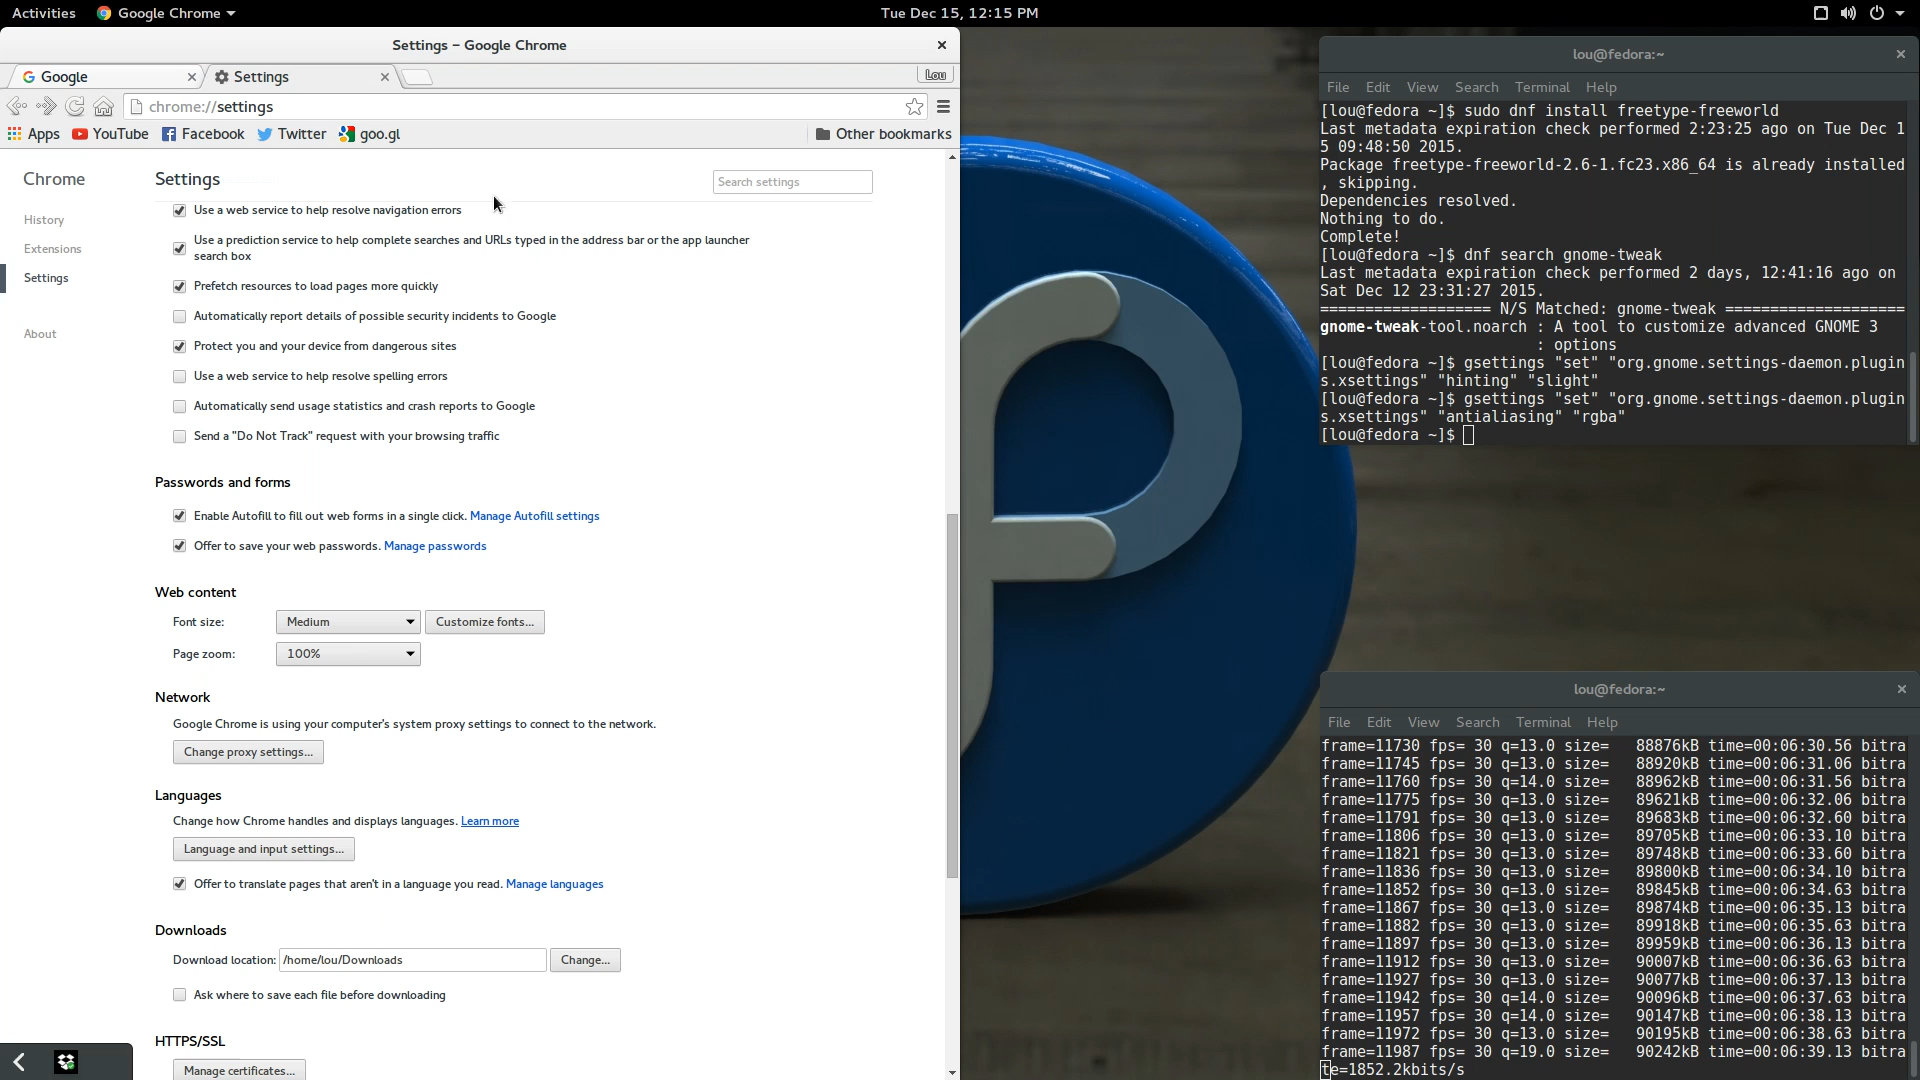 Activities Google Chrome Tue Dec 15, 12:15 PM
Settings - Google Chrome
Google Settings Lou
chrome://settings
Apps YouTube Facebook Twitter goo.gl Other bookmarks
Chrome
History
Extensions
Settings
About
Settings
Search settings
Use a web service to help resolve navigation errors
Use a prediction service to help complete searches and URLs typed in the address bar or the app launcher
search box
Prefetch resources to load pages more quickly
Automatically report details of possible security incidents to Google
Protect you and your device from dangerous sites
Use a web service to help resolve spelling errors
Automatically send usage statistics and crash reports to Google
Send a "Do Not Track" request with your browsing traffic
Passwords and forms
Enable Autofill to fill out web forms in a single click. Manage Autofill settings
Offer to save your web passwords. Manage passwords
Web content
Font size: Medium Customize fonts...
Page zoom: 100%
Network
Google Chrome is using your computer's system proxy settings to connect to the network.
Change proxy settings...
Languages
Change how Chrome handles and displays languages. Learn more
Language and input settings...
Offer to translate pages that aren't in a language you read. Manage languages
Downloads
Download location: /home/lou/Downloads Change...
Ask where to save each file before downloading
HTTPS/SSL
Manage certificates...
lou@fedora:~
File Edit View Search Terminal Help
[lou@fedora ~]$ sudo dnf install freetype-freeworld
Last metadata expiration check performed 2:23:25 ago on Tue Dec 1
5 09:48:50 2015.
Package freetype-freeworld-2.6-1.fc23.x86_64 is already installed
, skipping.
Dependencies resolved.
Nothing to do.
Complete!
[lou@fedora ~]$ dnf search gnome-tweak
Last metadata expiration check performed 2 days, 12:41:16 ago on
Sat Dec 12 23:31:27 2015.
=================== N/S Matched: gnome-tweak ====================
gnome-tweak-tool.noarch : A tool to customize advanced GNOME 3
: options
[lou@fedora ~]$ gsettings "set" "org.gnome.settings-daemon.plugin
s.xsettings" "hinting" "slight"
[lou@fedora ~]$ gsettings "set" "org.gnome.settings-daemon.plugin
s.xsettings" "antialiasing" "rgba"
[lou@fedora ~]$
lou@fedora:~
File Edit View Search Terminal Help
frame=11730 fps= 30 q=13.0 size= 88876kB time=00:06:30.56 bitra
frame=11745 fps= 30 q=13.0 size= 88920kB time=00:06:31.06 bitra
frame=11760 fps= 30 q=14.0 size= 88962kB time=00:06:31.56 bitra
frame=11775 fps= 30 q=13.0 size= 89621kB time=00:06:32.06 bitra
frame=11791 fps= 30 q=13.0 size= 89683kB time=00:06:32.60 bitra
frame=11806 fps= 30 q=13.0 size= 89705kB time=00:06:33.10 bitra
frame=11821 fps= 30 q=13.0 size= 89748kB time=00:06:33.60 bitra
frame=11836 fps= 30 q=13.0 size= 89800kB time=00:06:34.10 bitra
frame=11852 fps= 30 q=13.0 size= 89845kB time=00:06:34.63 bitra
frame=11867 fps= 30 q=13.0 size= 89874kB time=00:06:35.13 bitra
frame=11882 fps= 30 q=13.0 size= 89918kB time=00:06:35.63 bitra
frame=11897 fps= 30 q=13.0 size= 89959kB time=00:06:36.13 bitra
frame=11912 fps= 30 q=13.0 size= 90007kB time=00:06:36.63 bitra
frame=11927 fps= 30 q=13.0 size= 90077kB time=00:06:37.13 bitra
frame=11942 fps= 30 q=14.0 size= 90096kB time=00:06:37.63 bitra
frame=11957 fps= 30 q=14.0 size= 90147kB time=00:06:38.13 bitra
frame=11972 fps= 30 q=13.0 size= 90195kB time=00:06:38.63 bitra
frame=11987 fps= 30 q=19.0 size= 90242kB time=00:06:39.13 bitra
te=1852.2kbits/s